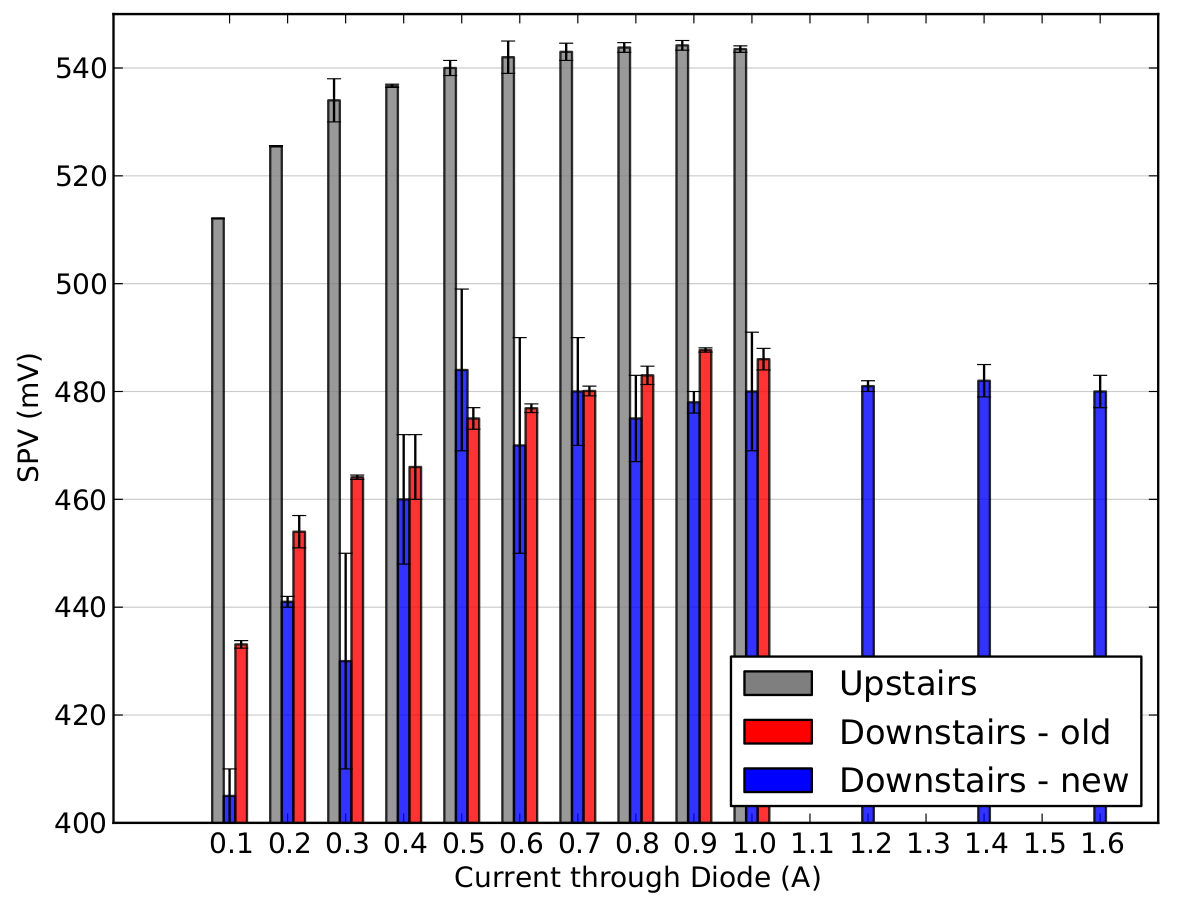 540
520
500
480
460
440
420
400
SPV (mV)
0.1 0.2 0.3 0.4 0.5 0.6 0.7 0.8 0.9 1.0 1.1 1.2 1.3 1.4 1.5 1.6
Current through Diode (A)
Upstairs
Downstairs - old
Downstairs - new